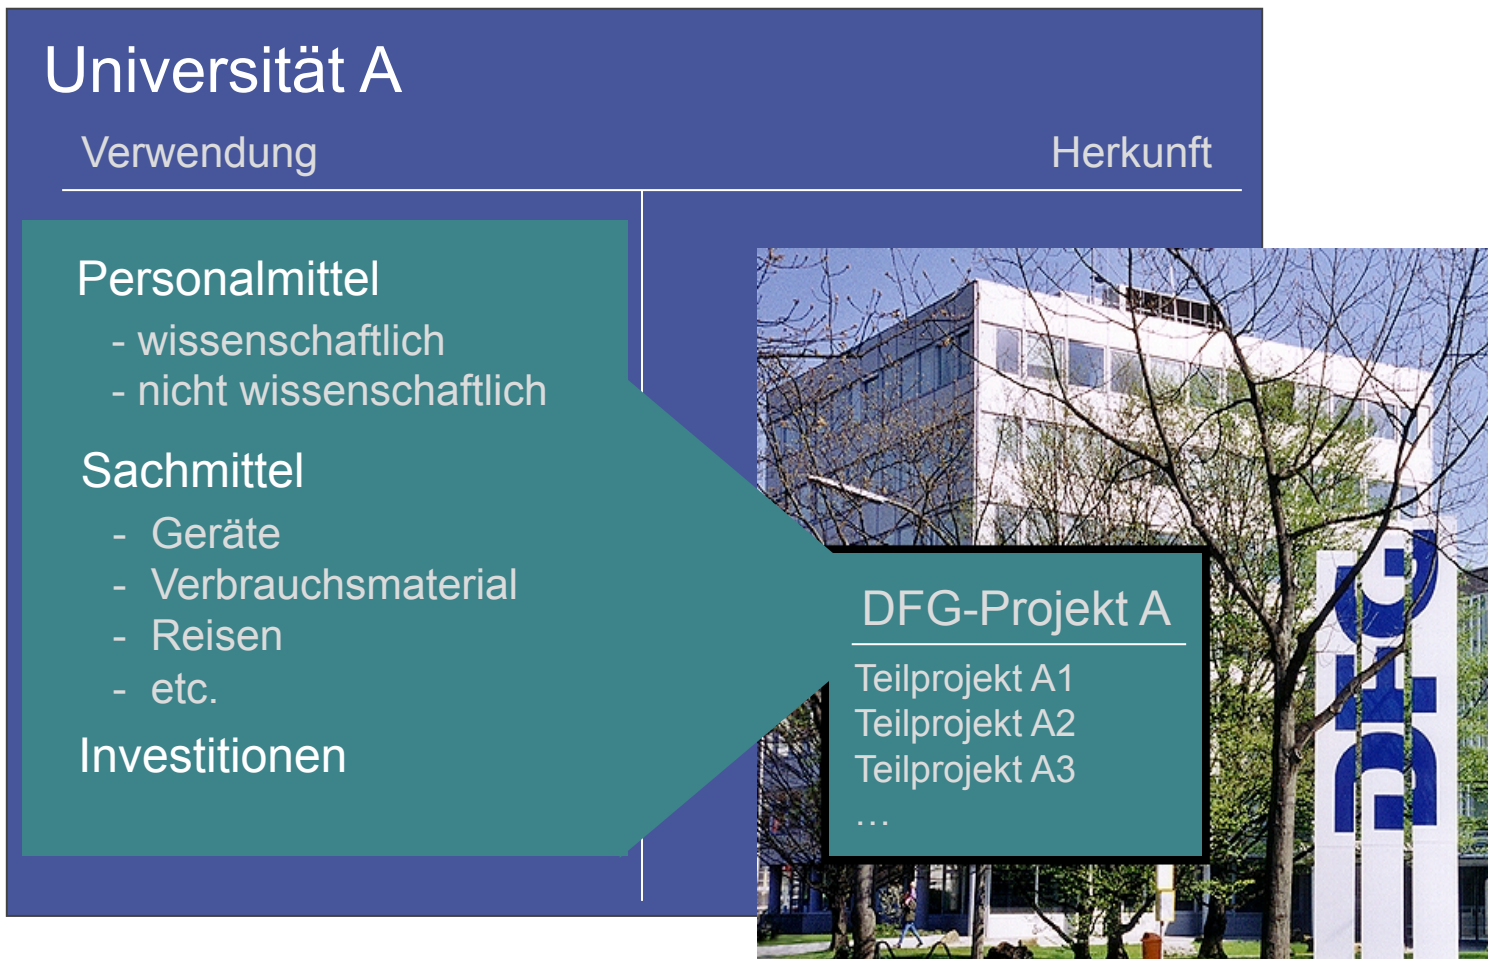 Universität A
Verwendung
Herkunft
Personalmittel
- wissenschaftlich
- nicht wissenschaftlich
Sachmittel
- Geräte
- Verbrauchsmaterial
- Reisen
- etc.
Investitionen
DFG-Projekt A
Teilprojekt A1
Teilprojekt A2
Teilprojekt A3
…
DFG